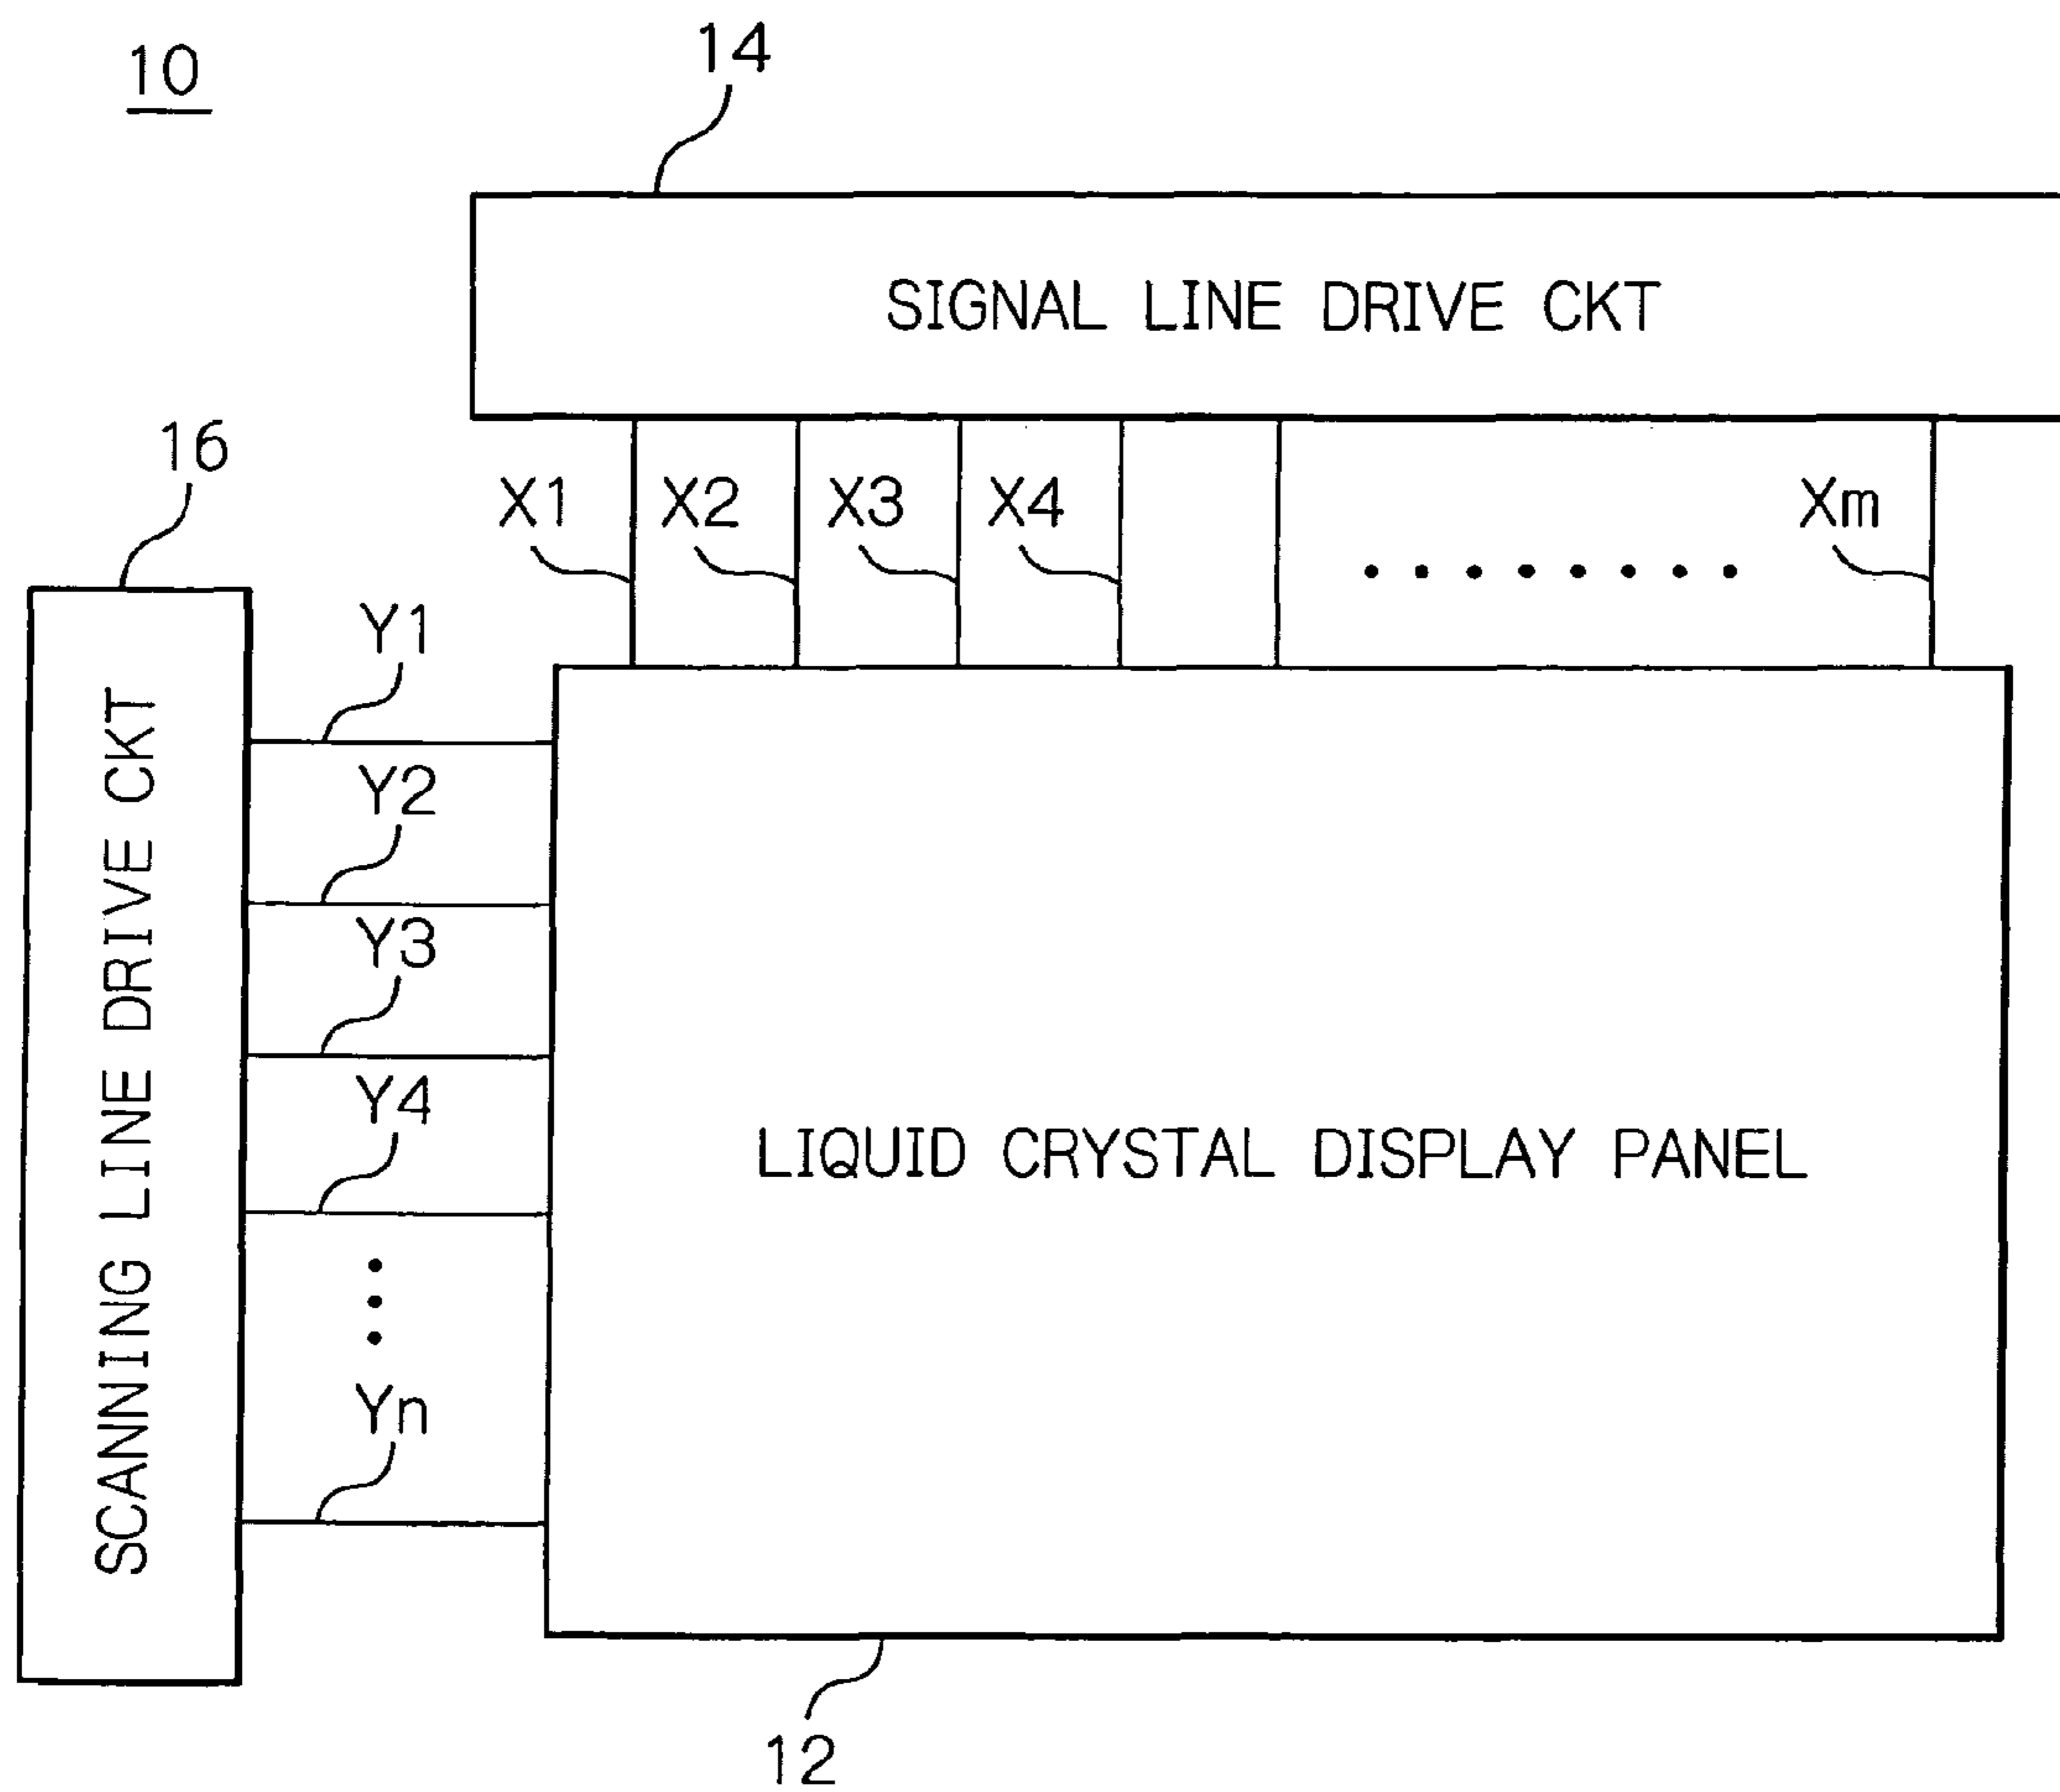 10
14
SIGNAL LINE DRIVE CKT
16
X1 X2 X3 X4 Xm
Y1
Y2
Y3
Y4
Yn
SCANNING LINE DRIVE CKT
LIQUID CRYSTAL DISPLAY PANEL
12